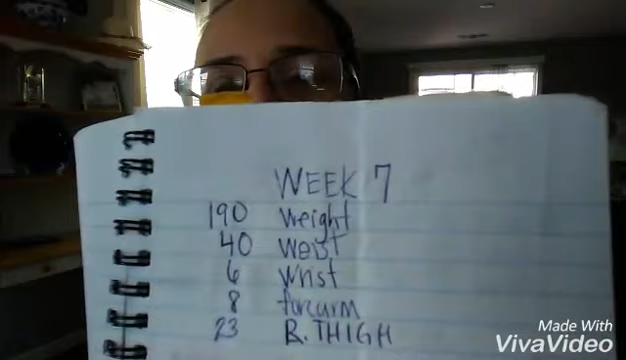 WEEK 7
190 weight
40 waist
6 wrist
8 forearm
23 R. THIGH
Made With
VivaVideo